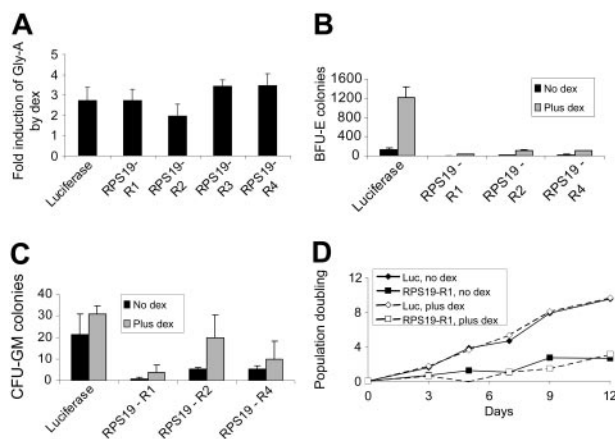 A
Fold induction of Gly-A
by dex
6
5
4
3
2
1
0
Luciferase
RPS19-
R1
RPS19-
R2
RPS19-
R3
RPS19-
R4
B
BFU-E colonies
1600
1200
800
400
0
No dex
Plus dex
Luciferase
RPS19 -
R1
RPS19 -
R2
RPS19 -
R4
C
CFU-GM colonies
40
30
20
10
0
No dex
Plus dex
Luciferase
RPS19 - R1
RPS19 - R2
RPS19 - R4
D
Population doubling
12
8
4
0
Luc, no dex
RPS19-R1, no dex
Luc, plus dex
RPS19-R1, plus dex
0 3 6 9 12
Days